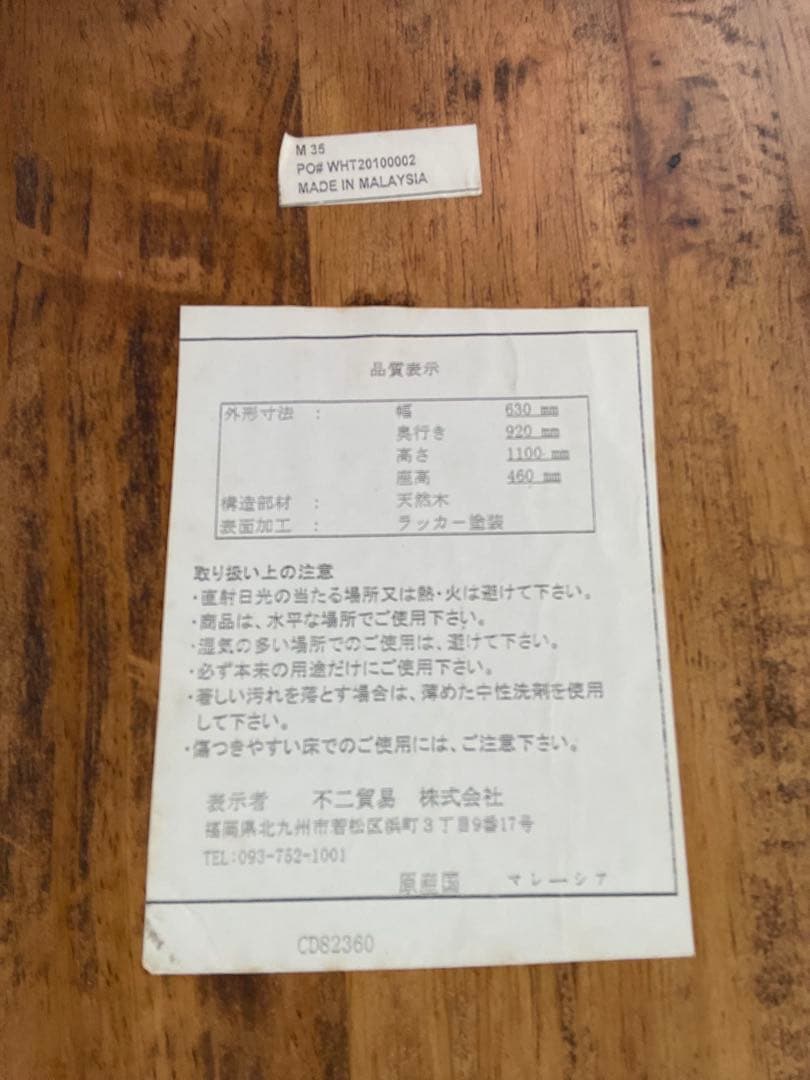 M 35
PO# WHT20100002
MADE IN MALAYSIA
品質表示
外形寸法 : 幅 630 mm
奥行き 920 mm
高さ 1100 mm
座高 460 mm
構造部材 : 天然木
表面加工 : ラッカー塗装
取り扱い上の注意
・直射日光の当たる場所又は熱・火は避けて下さい。
・商品は、水平な場所でご使用下さい。
・湿気の多い場所でのご使用は、避けて下さい。
・必ず本来の用途だけにご使用下さい。
・著しい汚れを落とす場合は、薄めた中性洗剤を使用
して下さい。
・傷つきやすい床でのご使用には、ご注意下さい。
表示者 不二貿易 株式会社
福岡県北九州市若松区浜町3丁目9番17号
TEL:093-752-1001
原産国 マレーシア
CD82360